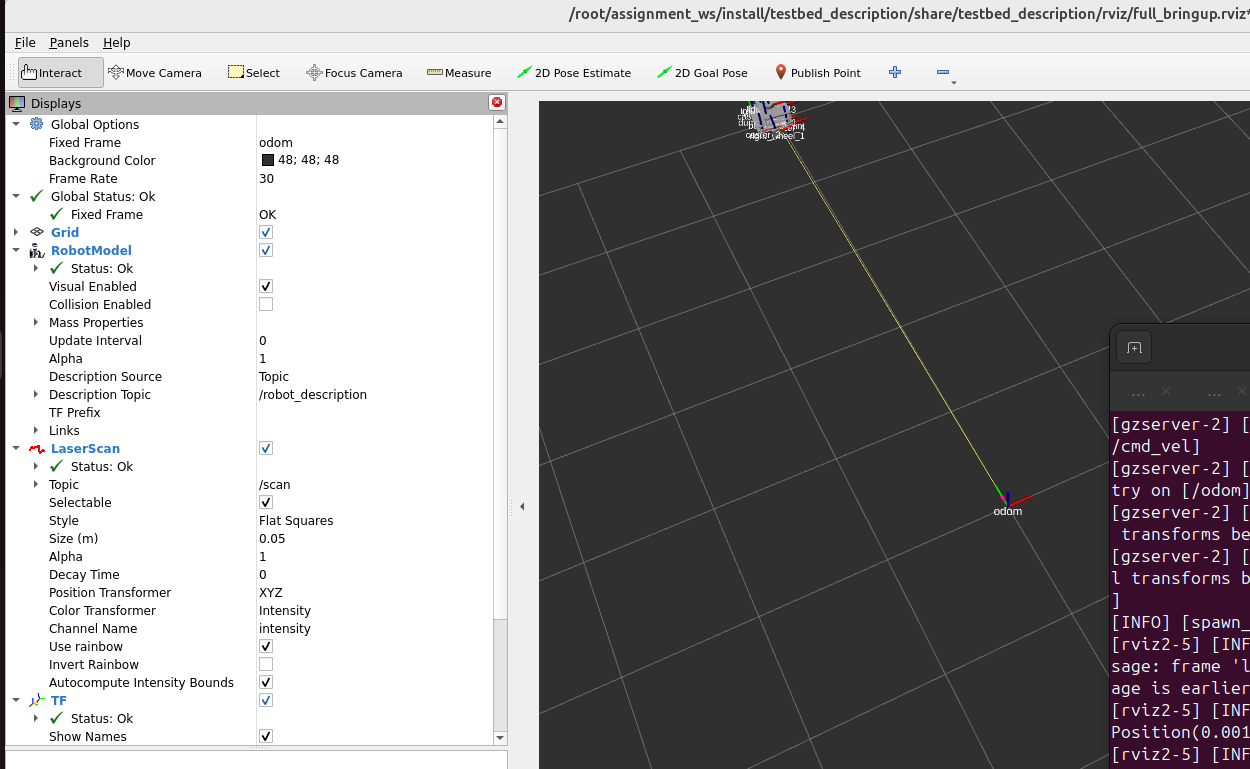 /root/assignment_ws/install/testbed_description/share/testbed_description/rviz/full_bringup.rviz*
File Panels Help
Interact Move Camera Select Focus Camera Measure 2D Pose Estimate 2D Goal Pose Publish Point
Displays
Global Options
Fixed Frame odom
Background Color 48; 48; 48
Frame Rate 30
Global Status: Ok
Fixed Frame OK
Grid
RobotModel
Status: Ok
Visual Enabled
Collision Enabled
Mass Properties
Update Interval 0
Alpha 1
Description Source Topic
Description Topic /robot_description
TF Prefix
Links
LaserScan
Status: Ok
Topic /scan
Selectable
Style Flat Squares
Size (m) 0.05
Alpha 1
Decay Time 0
Position Transformer XYZ
Color Transformer Intensity
Channel Name intensity
Use rainbow
Invert Rainbow
Autocompute Intensity Bounds
TF
Status: Ok
Show Names
odom
... ...
[gzserver-2] [
/cmd_vel]
[gzserver-2] [
try on [/odom]
[gzserver-2] [
transforms be
[gzserver-2] [
l transforms b
]
[INFO] [spawn_
[rviz2-5] [INF
sage: frame 'l
age is earlier
[rviz2-5] [INF
Position(0.001
[rviz2-5] [INF